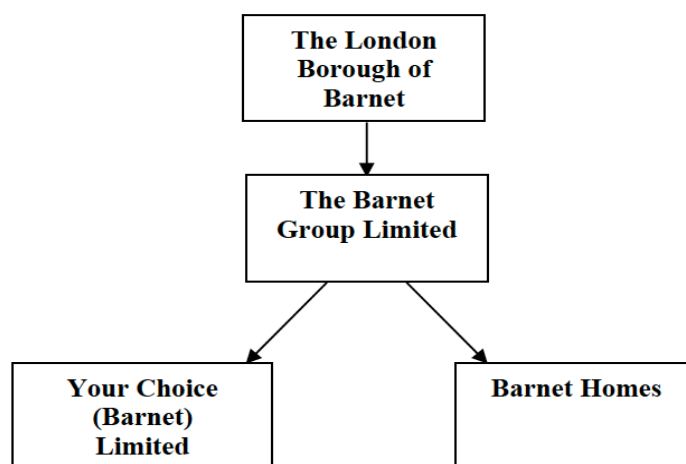 The London
Borough of
Barnet
The Barnet
Group Limited
Your Choice
(Barnet)
Limited
Barnet Homes